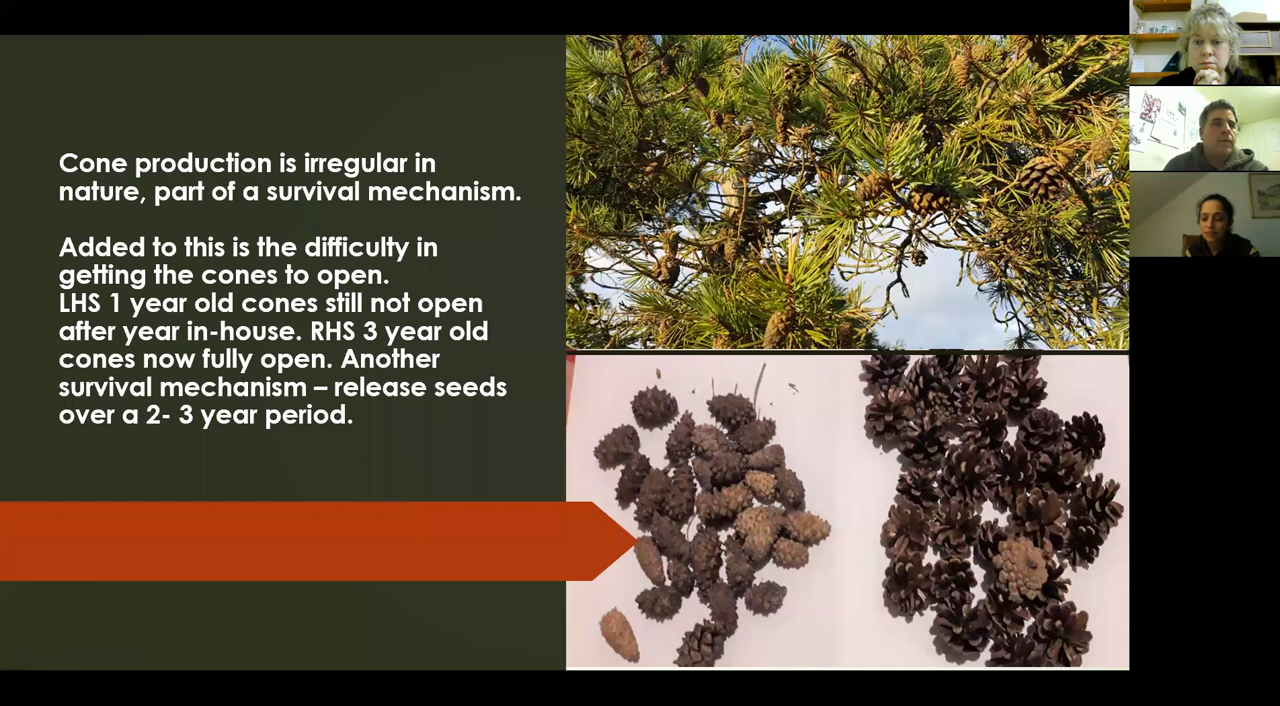 Cone production is irregular in
nature, part of a survival mechanism.
Added to this is the difficulty in
getting the cones to open.
LHS 1 year old cones still not open
after year in-house. RHS 3 year old
cones now fully open. Another
survival mechanism – release seeds
over a 2- 3 year period.